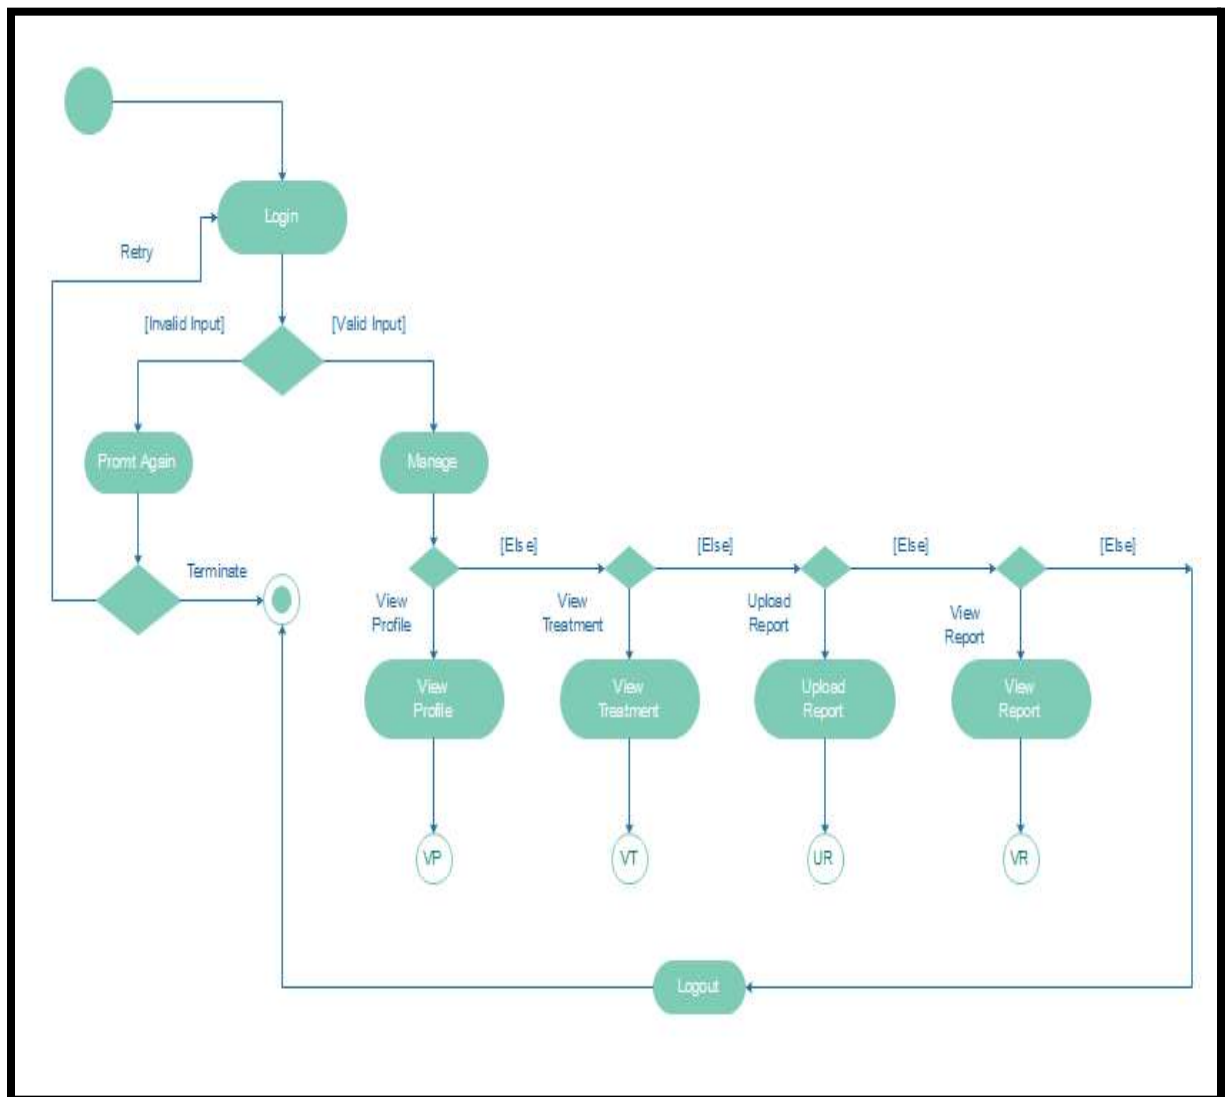 Login
Retry
[Invalid Input]
[Valid Input]
Promt Again
Manage
[Else]
[Else]
[Else]
[Else]
Terminate
View
Profile
View
Treatment
Upload
Report
View
Report
View
Profile
View
Treatment
Upload
Report
View
Report
VP
VT
UR
VR
Logout